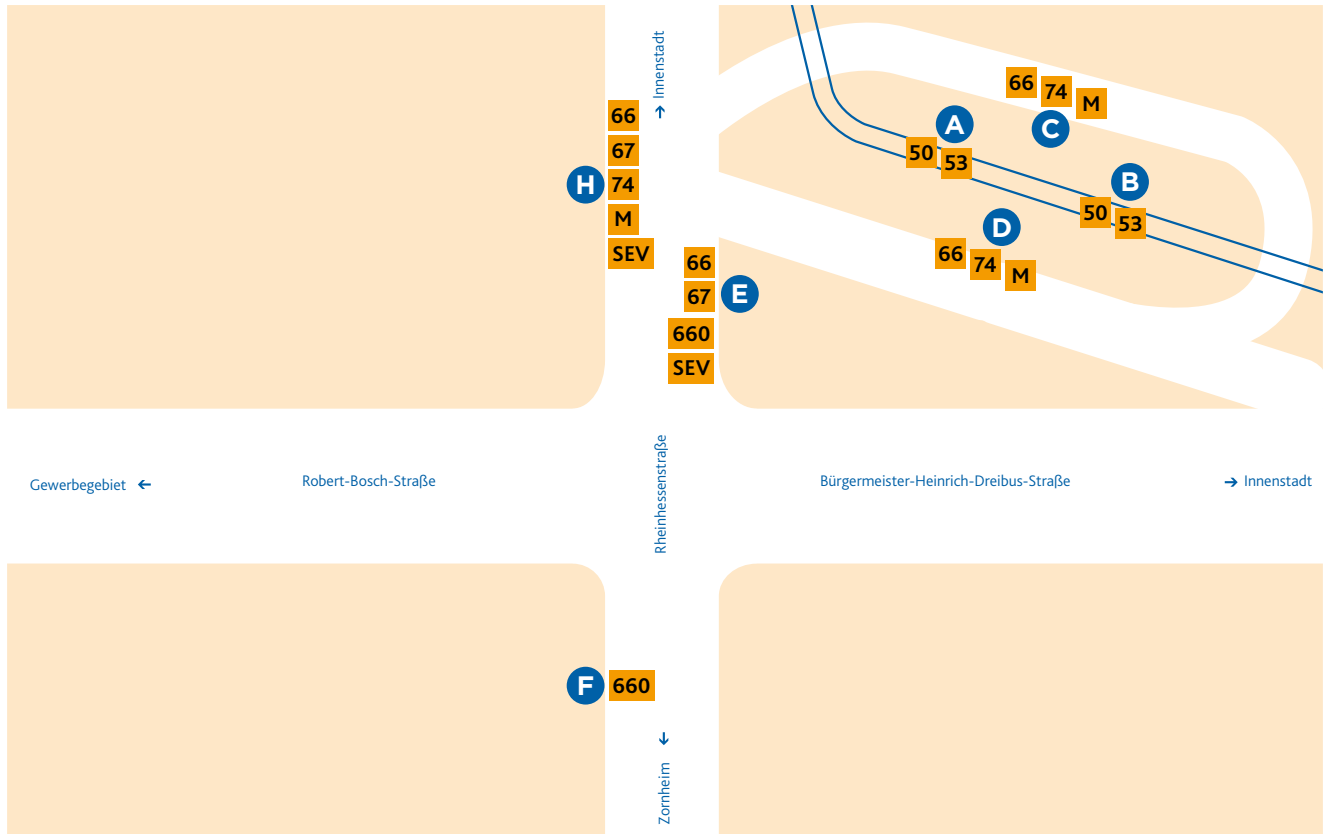 → Innenstadt
66
67
H 74
M
SEV
66
67 E
660
SEV
A
50 53
66 74 M
C
B
50 53
D
66 74 M
Gewerbegebiet ←
Robert-Bosch-Straße
Rheinhessenstraße
Bürgermeister-Heinrich-Dreibus-Straße
→ Innenstadt
F 660
Zornheim ←